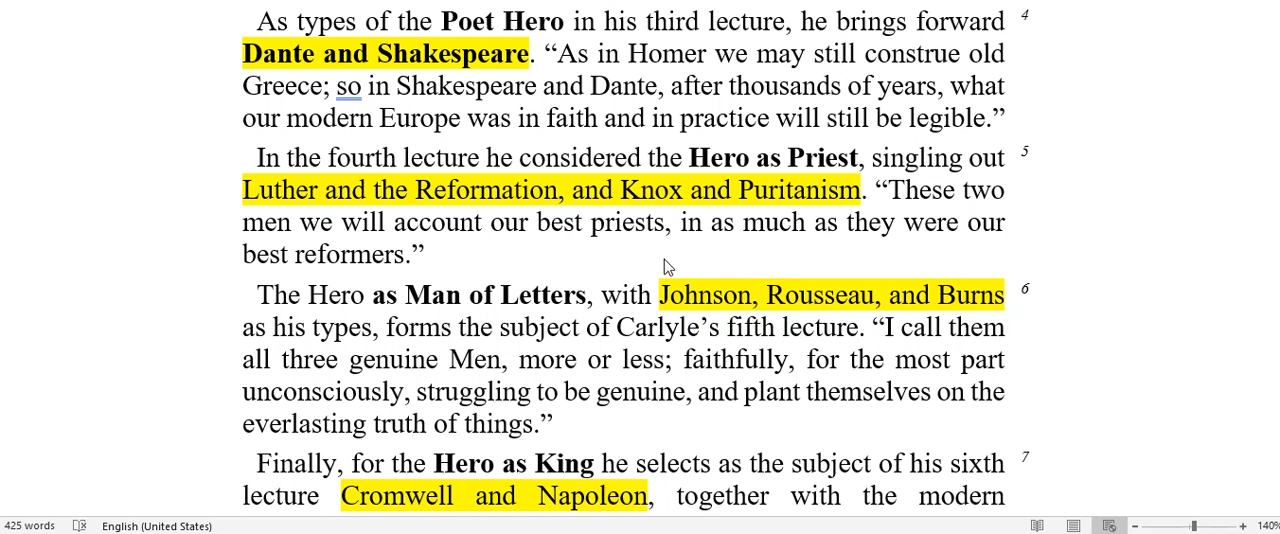 As types of the Poet Hero in his third lecture, he brings forward 4
Dante and Shakespeare. “As in Homer we may still construe old
Greece; so in Shakespeare and Dante, after thousands of years, what
our modern Europe was in faith and in practice will still be legible.”
In the fourth lecture he considered the Hero as Priest, singling out 5
Luther and the Reformation, and Knox and Puritanism. “These two
men we will account our best priests, in as much as they were our
best reformers.”
The Hero as Man of Letters, with Johnson, Rousseau, and Burns 6
as his types, forms the subject of Carlyle’s fifth lecture. “I call them
all three genuine Men, more or less; faithfully, for the most part
unconsciously, struggling to be genuine, and plant themselves on the
everlasting truth of things.”
Finally, for the Hero as King he selects as the subject of his sixth 7
lecture Cromwell and Napoleon, together with the modern
425 words English (United States) 140%